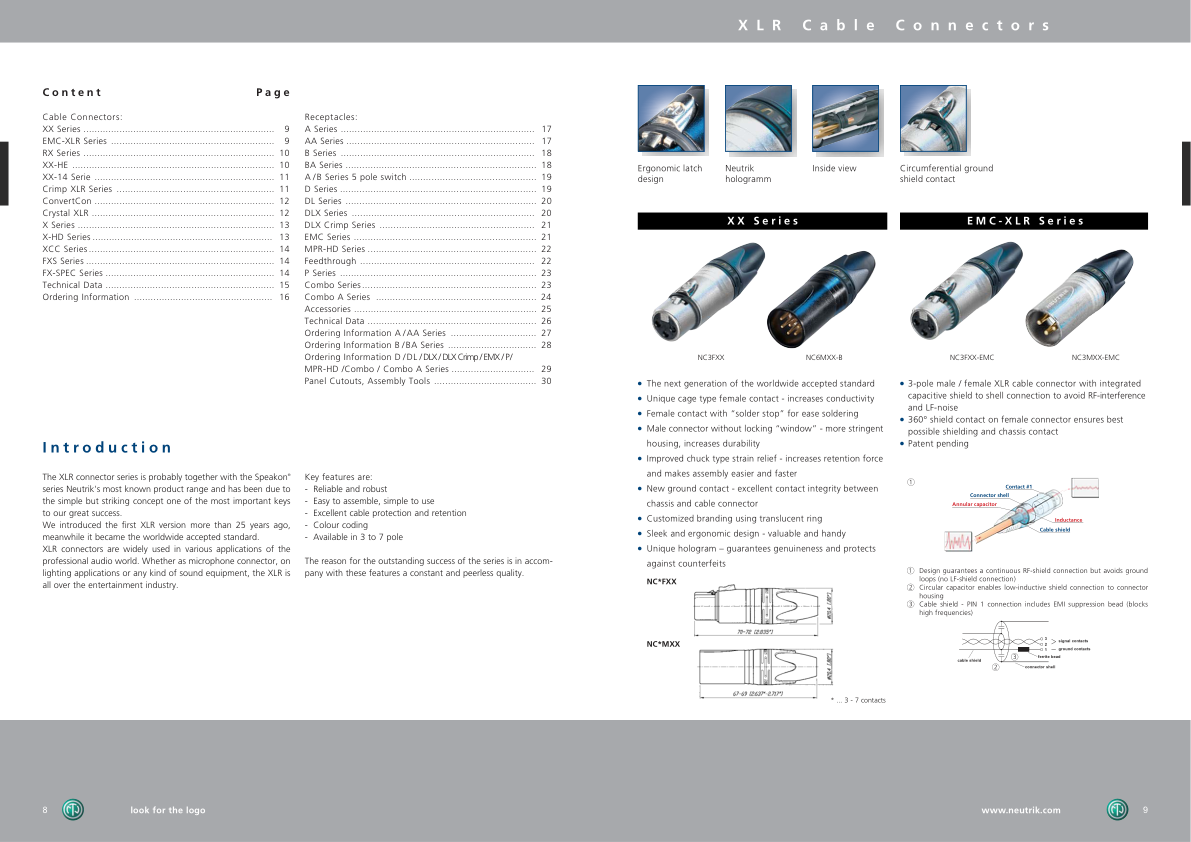 XLR Cable Connectors
Content Page
Cable Connectors:
XX Series 9
EMC-XLR Series 9
RX Series 10
XX-HE 10
XX-14 Serie 11
Crimp XLR Series 11
ConvertCon 12
Crystal XLR 12
X Series 13
X-HD Series 13
XCC Series 14
FXS Series 14
FX-SPEC Series 14
Technical Data 15
Ordering Information 16
Receptacles:
A Series 17
AA Series 17
B Series 18
BA Series 18
A/B Series 5 pole switch 19
D Series 19
DL Series 20
DLX Series 20
DLX Crimp Series 21
EMC Series 21
MPR-HD Series 22
Feedthrough 22
P Series 23
Combo Series 23
Combo A Series 24
Accessories 25
Technical Data 26
Ordering Information A/AA Series 27
Ordering Information B/BA Series 28
Ordering Information D/DL/DLX/DLX Crimp/EMX/P/
MPR-HD/Combo / Combo A Series 29
Panel Cutouts, Assembly Tools 30
Introduction
The XLR connector series is probably together with the Speakon®
series Neutrik's most known product range and has been due to
the simple but striking concept one of the most important keys
to our great success.
We introduced the first XLR version more than 25 years ago,
meanwhile it became the worldwide accepted standard.
XLR connectors are widely used in various applications of the
professional audio world. Whether as microphone connector, on
lighting applications or any kind of sound equipment, the XLR is
all over the entertainment industry.
Key features are:
- Reliable and robust
- Easy to assemble, simple to use
- Excellent cable protection and retention
- Colour coding
- Available in 3 to 7 pole
The reason for the outstanding success of the series is in accom-
pany with these features a constant and peerless quality.
8
look for the logo
Ergonomic latch
design
Neutrik
hologramm
Inside view
Circumferential ground
shield contact
XX Series
NC3FXX
NC6MXX-B
• The next generation of the worldwide accepted standard
• Unique cage type female contact - increases conductivity
• Female contact with “solder stop” for ease soldering
• Male connector without locking “window” - more stringent
housing, increases durability
• Improved chuck type strain relief - increases retention force
and makes assembly easier and faster
• New ground contact - excellent contact integrity between
chassis and cable connector
• Customized branding using translucent ring
• Sleek and ergonomic design - valuable and handy
• Unique hologram – guarantees genuineness and protects
against counterfeits
NC*FXX
70-72 [2.835"]
NC*MXX
67-69 [2.637"-2.717"]
* ... 3 - 7 contacts
EMC-XLR Series
NEUTRIK
NC3FXX-EMC
NC3MXX-EMC
• 3-pole male / female XLR cable connector with integrated
capacitive shield to shell connection to avoid RF-interference
and LF-noise
• 360° shield contact on female connector ensures best
possible shielding and chassis contact
• Patent pending
①
Contact #1
Connector shell
Annular capacitor
Inductance
Cable shield
① Design guarantees a continuous RF-shield connection but avoids ground
loops (no LF-shield connection)
② Circular capacitor enables low-inductive shield connection to connector
housing
③ Cable shield - PIN 1 connection includes EMI suppression bead (blocks
high frequencies)
3
2
1
signal contacts
ground contacts
③
ferrite bead
cable shield
②
connector shell
www.neutrik.com
9